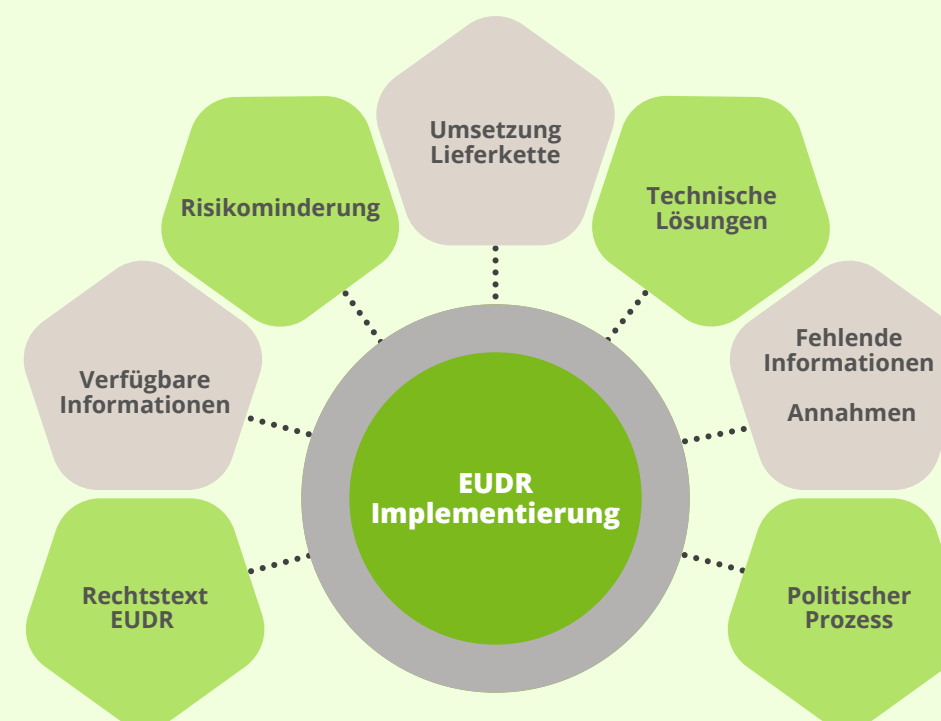 Umsetzung
Lieferkette
Risikominderung
Technische
Lösungen
Verfügbare
Informationen
Fehlende
Informationen
Annahmen
EUDR
Implementierung
Rechtstext
EUDR
Politischer
Prozess